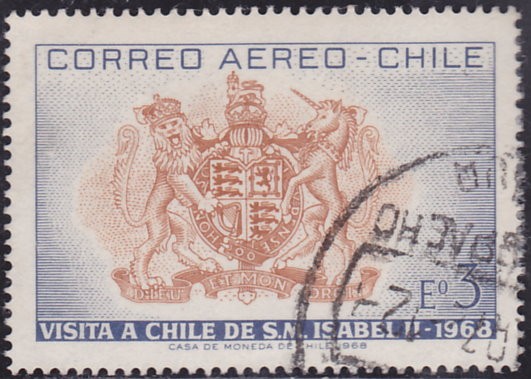 CORREO AEREO - CHILE
DIEU ET MON DROIT
Eº 3
VISITA A CHILE DE S.M. ISABEL II - 1968
CASA DE MONEDA DE CHILE 1968